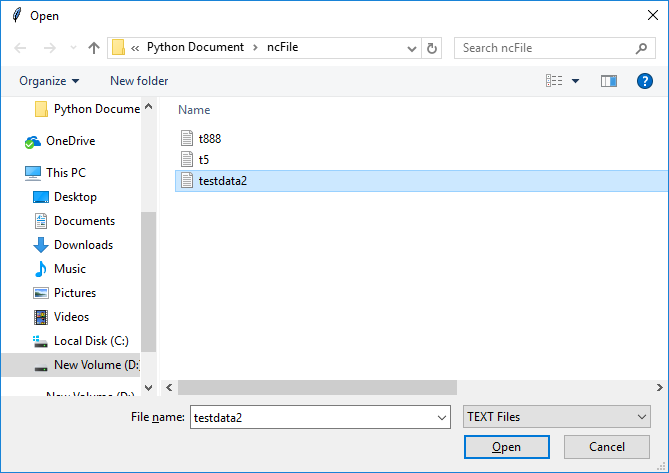 Open
« Python Document > ncFile
Search ncFile
Organize
New folder
Name
Python Docume
OneDrive
This PC
Desktop
Documents
Downloads
Music
Pictures
Videos
Local Disk (C:)
New Volume (D:
New Volume (D:)
t888
t5
testdata2
File name:
testdata2
TEXT Files
Open
Cancel